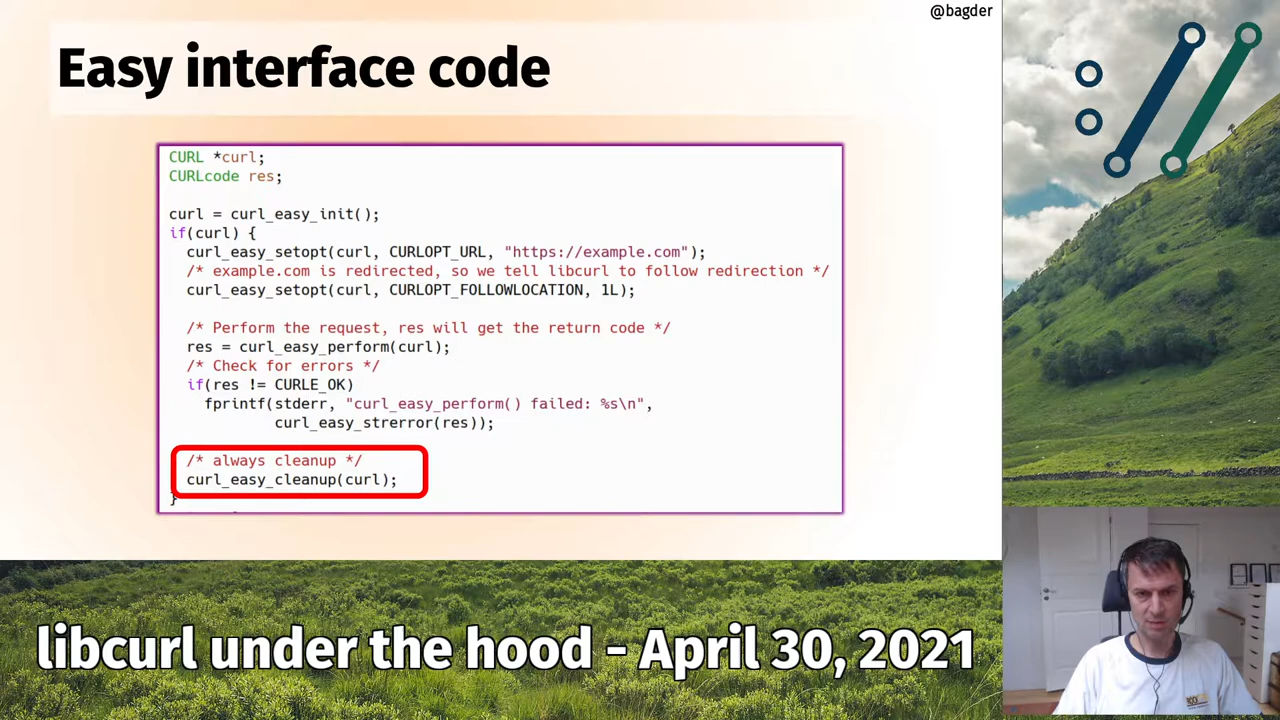 @bagder
Easy interface code
CURL *curl;
CURLcode res;
curl = curl_easy_init();
if(curl) {
curl_easy_setopt(curl, CURLOPT_URL, "https://example.com");
/* example.com is redirected, so we tell libcurl to follow redirection */
curl_easy_setopt(curl, CURLOPT_FOLLOWLOCATION, 1L);
/* Perform the request, res will get the return code */
res = curl_easy_perform(curl);
/* Check for errors */
if(res != CURLE_OK)
fprintf(stderr, "curl_easy_perform() failed: %s\n",
curl_easy_strerror(res));
/* always cleanup */
curl_easy_cleanup(curl);
}
libcurl under the hood - April 30, 2021